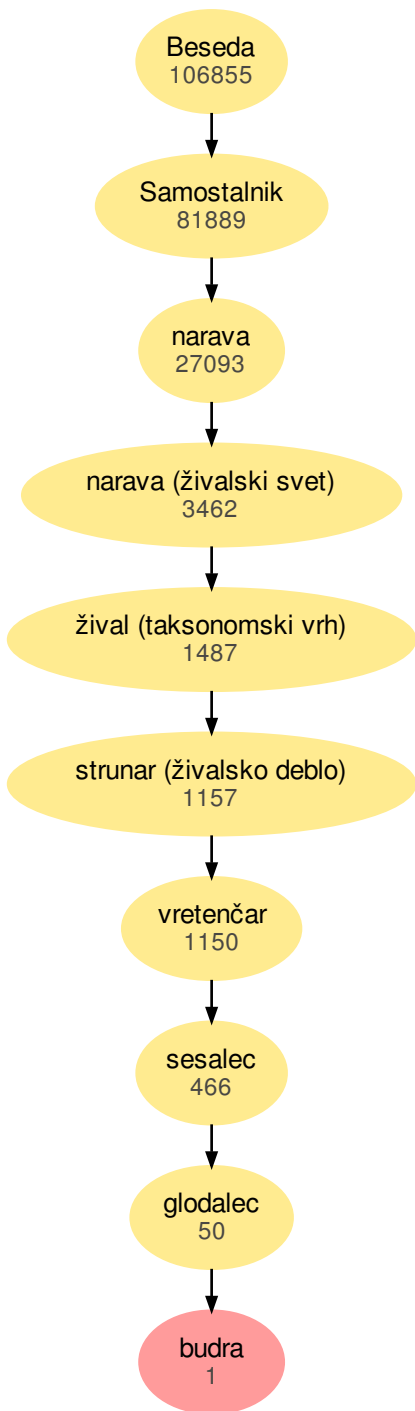 Beseda
106855
Samostalnik
81889
narava
27093
narava (živalski svet)
3462
žival (taksonomski vrh)
1487
strunar (živalsko deblo)
1157
vretenčar
1150
sesalec
466
glodalec
50
budra
1